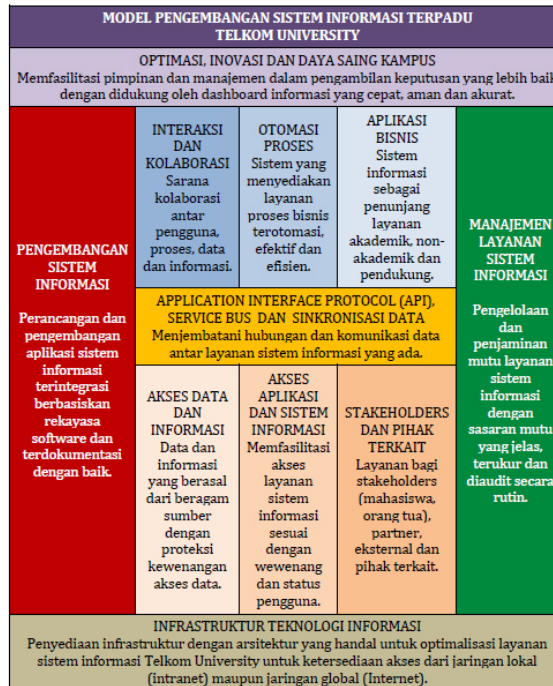 MODEL PENGEMBANGAN SISTEM INFORMASI TERPADU
TELKOM UNIVERSITY
OPTIMASI, INOVASI DAN DAYA SAING KAMPUS
Memfasilitasi pimpinan dan manajemen dalam pengambilan keputusan yang lebih baik
dengan didukung oleh dashboard informasi yang cepat, aman dan akurat.
PENGEMBANGAN
SISTEM
INFORMASI
Perancangan dan
pengembangan
aplikasi sistem
informasi
terintegrasi
berbasiskan
rekayasa
software dan
terdokumentasi
dengan baik.
INTERAKSI
DAN
KOLABORASI
Sarana
kolaborasi
antar
pengguna,
proses, data
dan informasi.
OTOMASI
PROSES
Sistem yang
menyediakan
layanan
proses bisnis
terotomasi,
efektif dan
efisien.
APLIKASI
BISNIS
Sistem
informasi
sebagai
penunjang
layanan
akademik, non-
akademik dan
pendukung.
APPLICATION INTERFACE PROTOCOL (API),
SERVICE BUS DAN SINKRONISASI DATA
Menjembatani hubungan dan komunikasi data
antar layanan sistem informasi yang ada.
AKSES DATA
DAN
INFORMASI
Data dan
informasi
yang berasal
dari beragam
sumber
dengan
proteksi
kewenangan
akses data.
AKSES
APLIKASI
DAN SISTEM
INFORMASI
Memfasilitasi
akses
layanan
sistem
informasi
sesuai
dengan
wewenang
dan status
pengguna.
STAKEHOLDERS
DAN PIHAK
TERKAIT
Layanan bagi
stakeholders
(mahasiswa,
orang tua),
partner,
eksternal dan
pihak terkait.
MANAJEMEN
LAYANAN
SISTEM
INFORMASI
Pengelolaan
dan
penjaminan
mutu layanan
sistem
informasi
dengan
sasaran mutu
yang jelas,
terukur dan
diaudit secara
rutin.
INFRASTRUKTUR TEKNOLOGI INFORMASI
Penyediaan infrastruktur dengan arsitektur yang handal untuk optimalisasi layanan
sistem informasi Telkom University untuk ketersediaan akses dari jaringan lokal
(intranet) maupun jaringan global (Internet).